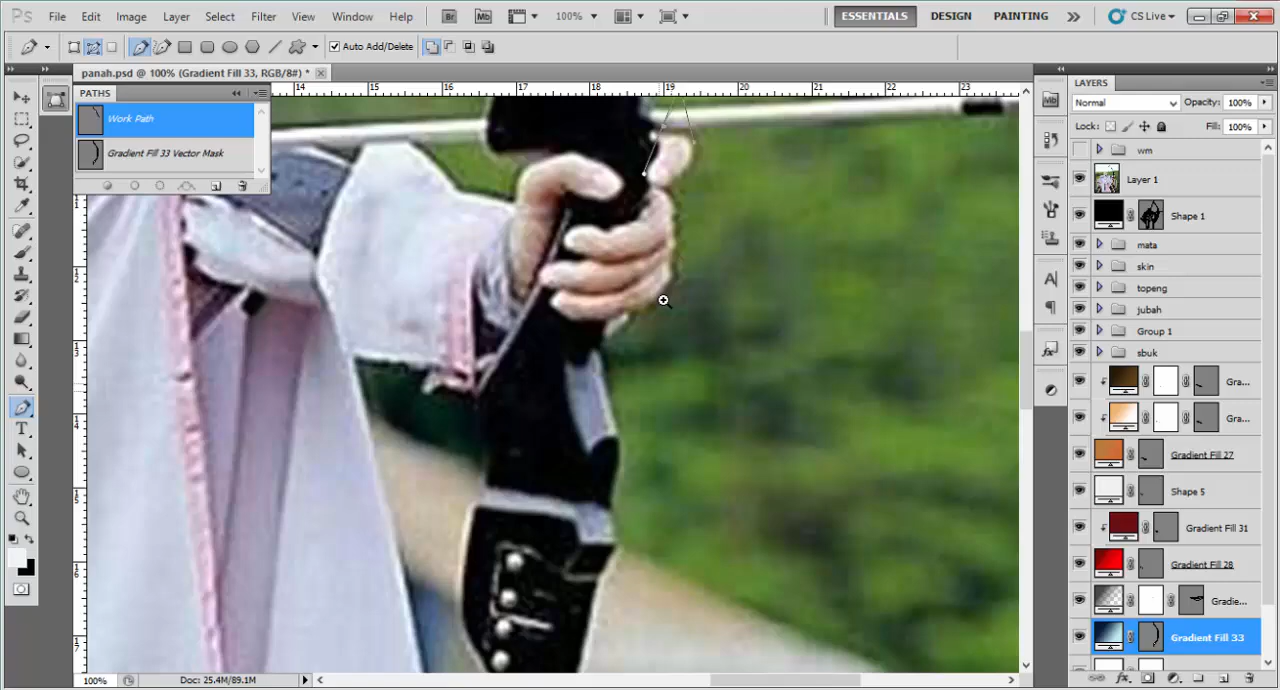 Ps File Edit Image Layer Select Filter View Window Help Br Mb 100% ESSENTIALS DESIGN PAINTING CS Live
Auto Add/Delete
panah.psd @ 100% (Gradient Fill 33, RGB/8#) *
PATHS
Work Path
Gradient Fill 33 Vector Mask
14 15 16 17 18 19 20 21 22 23
LAYERS
Normal Opacity: 100%
Lock: Fill: 100%
wm
Layer 1
Shape 1
mata
skin
topeng
jubah
Group 1
sbuk
Gra...
Gra...
Gradient Fill 27
Shape 5
Gradient Fill 31
Gradient Fill 28
Gradie...
Gradient Fill 33
100% Doc: 25.4M/89.1M